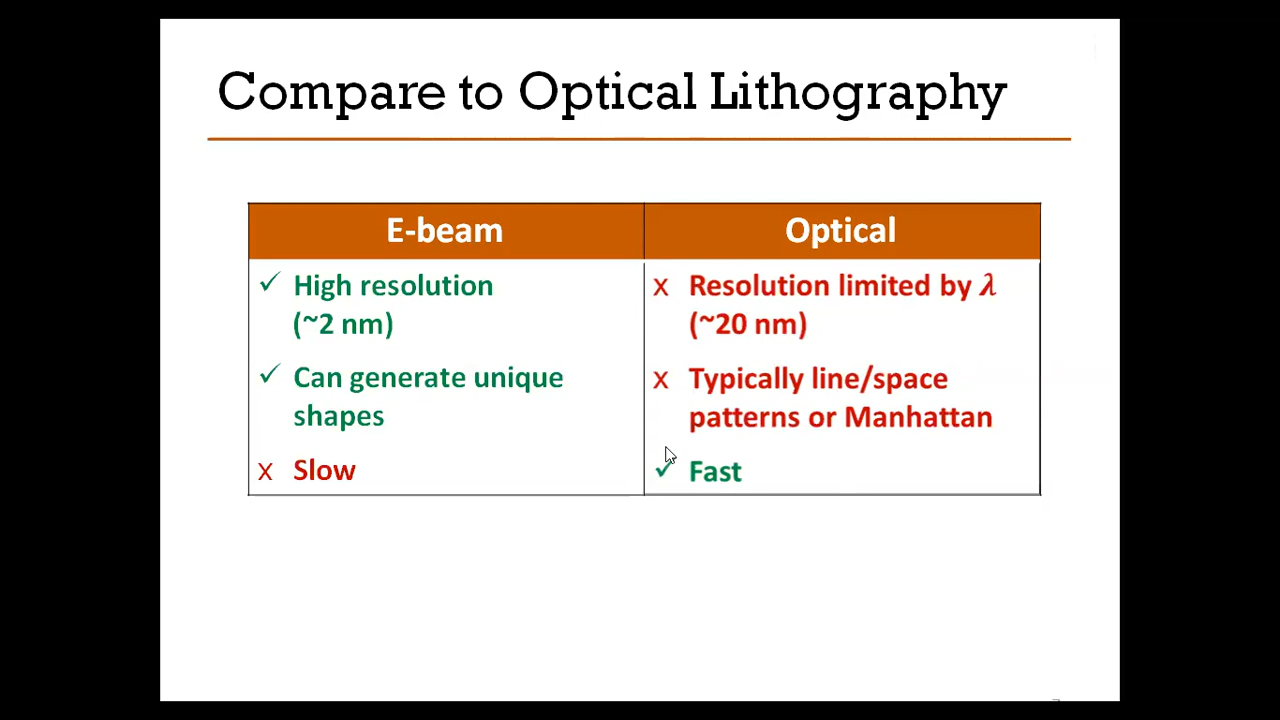 Compare to Optical Lithography
E-beam
Optical
✓ High resolution
(~2 nm)
✓ Can generate unique
shapes
x Slow
x Resolution limited by λ
(~20 nm)
x Typically line/space
patterns or Manhattan
✓ Fast